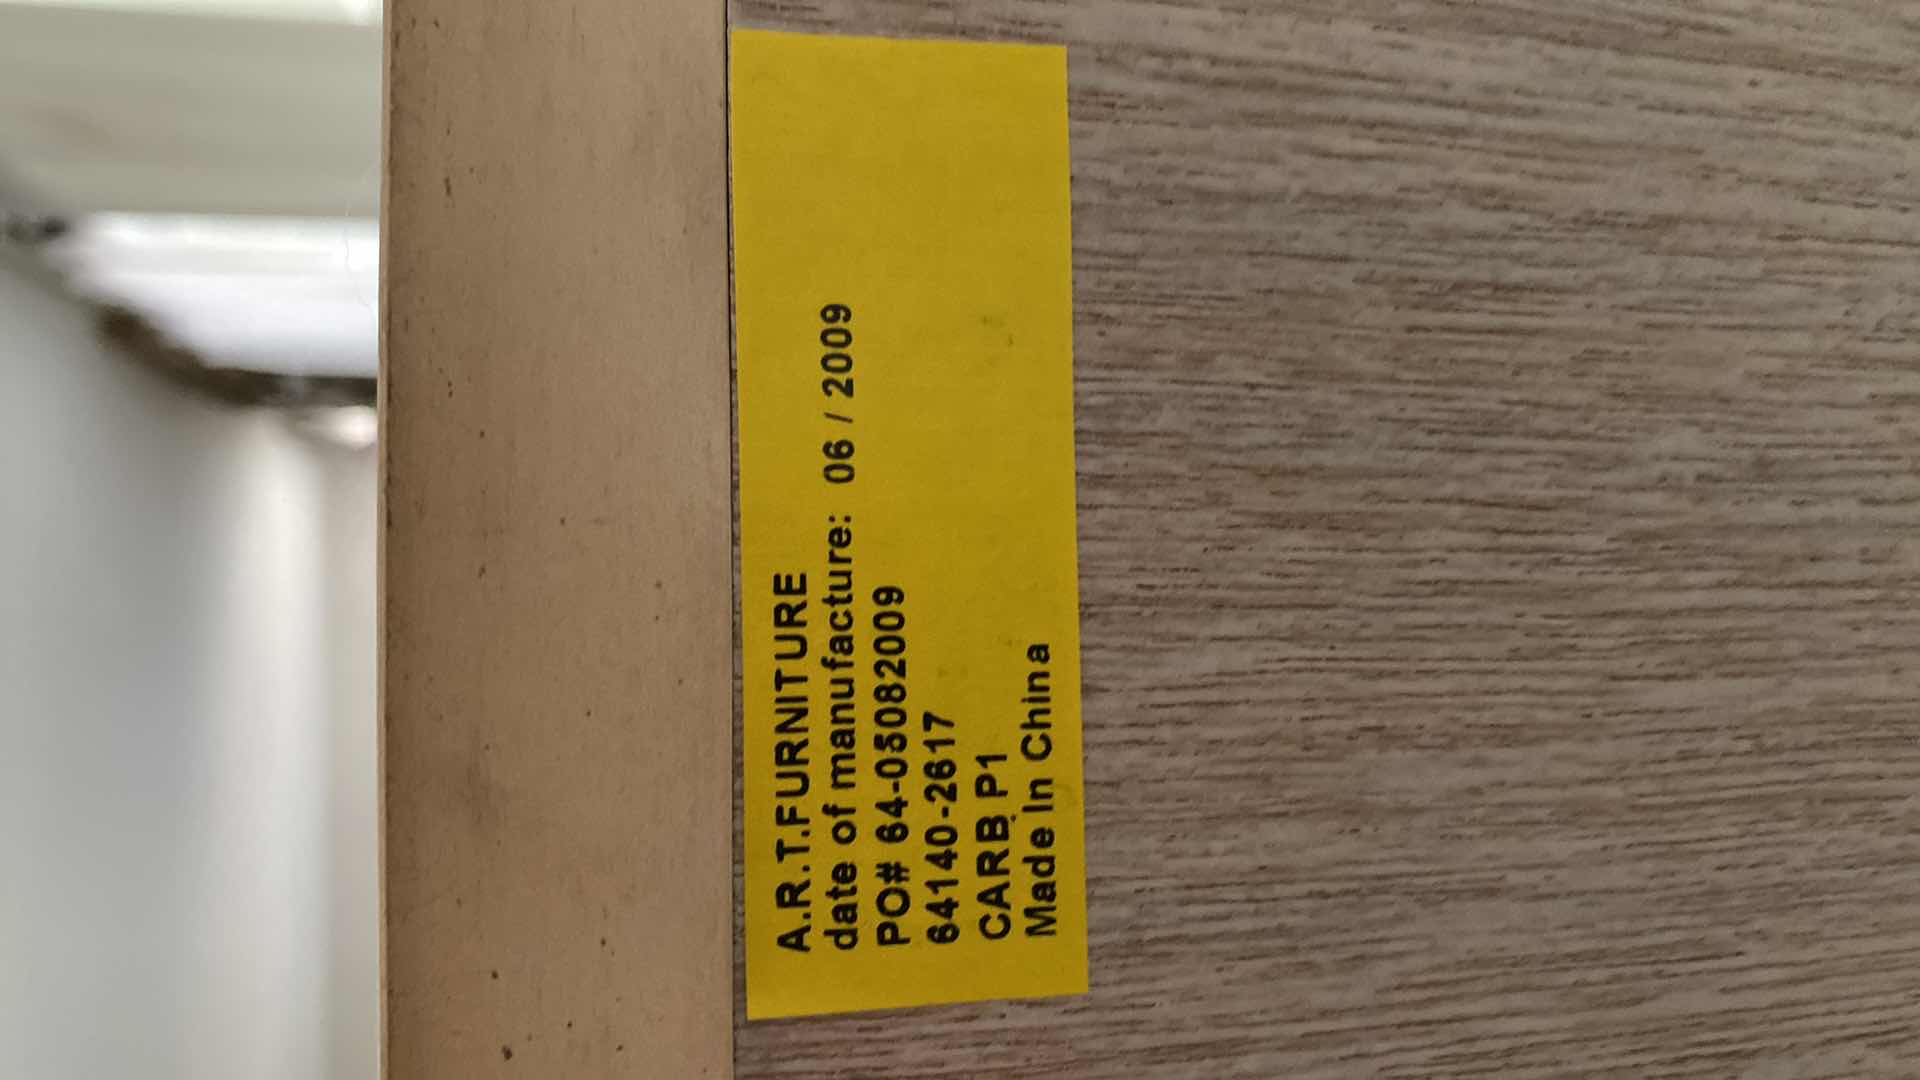 A.R.T.FURNITURE
date of manufacture: 06 / 2009
PO# 64-05082009
64140-2617
CARB P1
Made In China